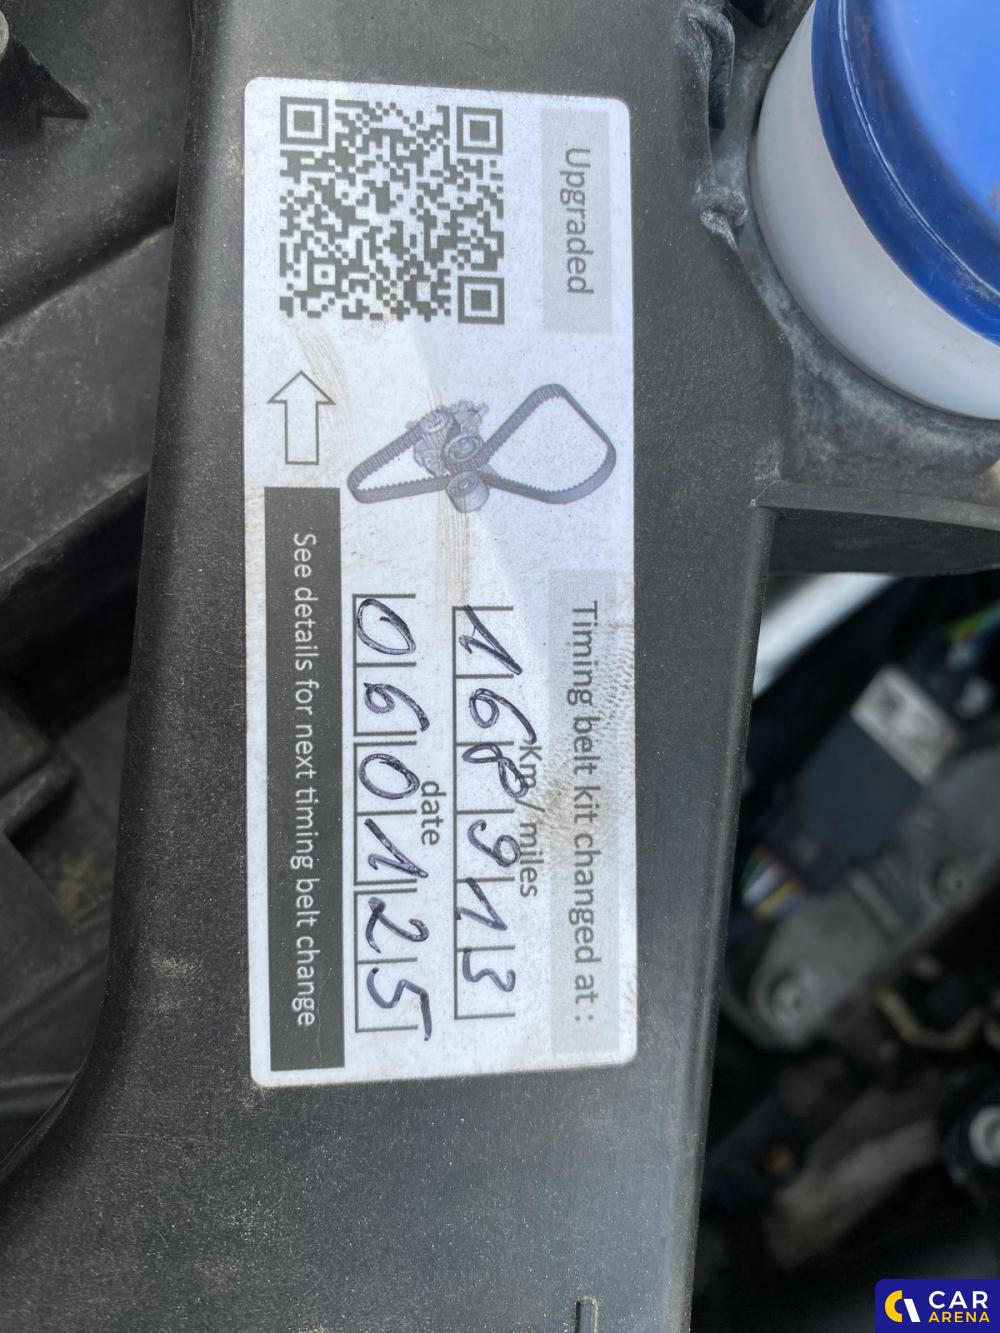 Upgraded
Timing belt kit changed at :
Km/miles
168913
date
060125
See details for next timing belt change
CAR
ARENA